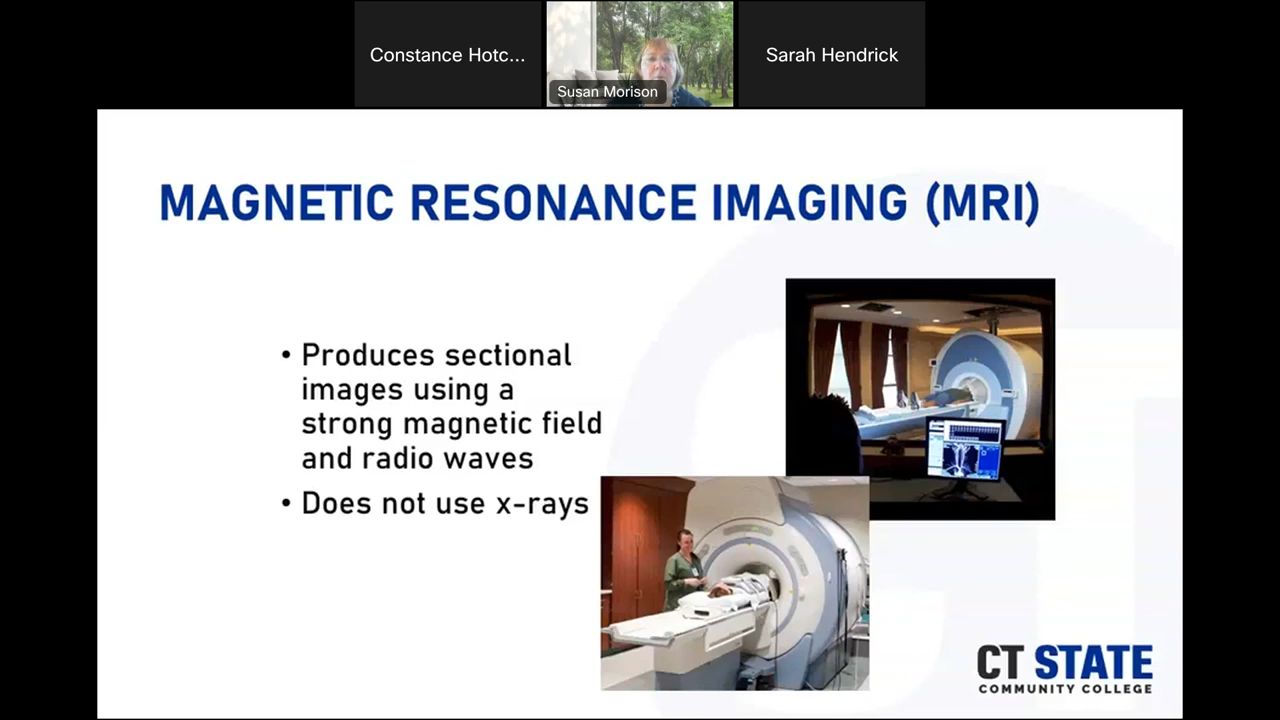 Constance Hotc...
Susan Morison
Sarah Hendrick
MAGNETIC RESONANCE IMAGING (MRI)
• Produces sectional
images using a
strong magnetic field
and radio waves
• Does not use x-rays
CT STATE
COMMUNITY COLLEGE